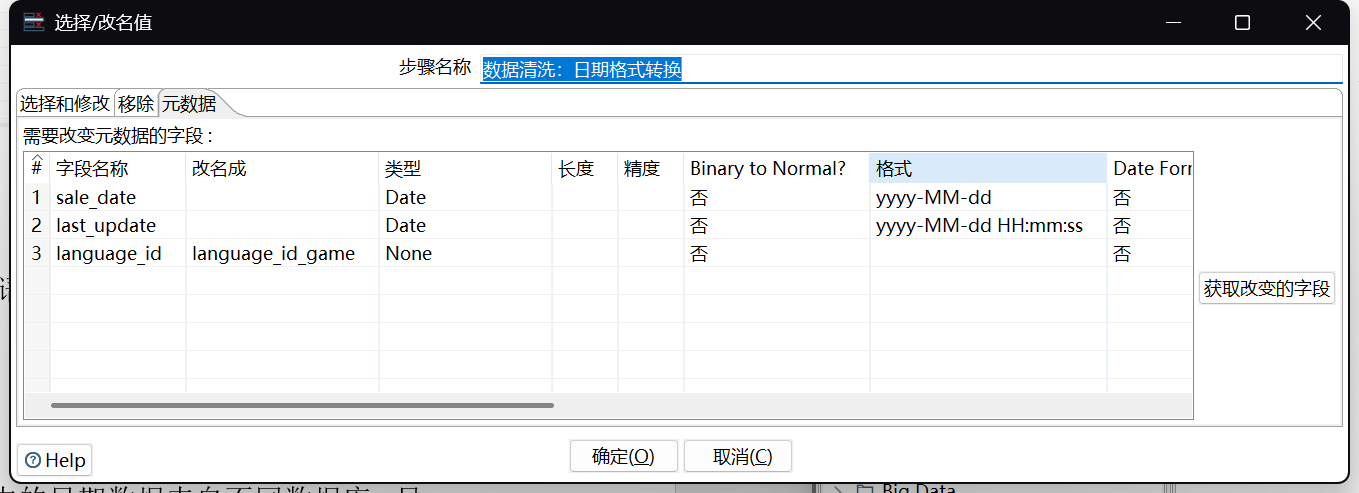 选择/改名值
步骤名称 数据清洗：日期格式转换
选择和修改 移除 元数据
需要改变元数据的字段 :
# 字段名称 改名成 类型 长度 精度 Binary to Normal? 格式 Date Forr
1 sale_date Date 否 yyyy-MM-dd 否
2 last_update Date 否 yyyy-MM-dd HH:mm:ss 否
3 language_id language_id_game None 否 否
获取改变的字段
Help 确定(O) 取消(C)
Big Data